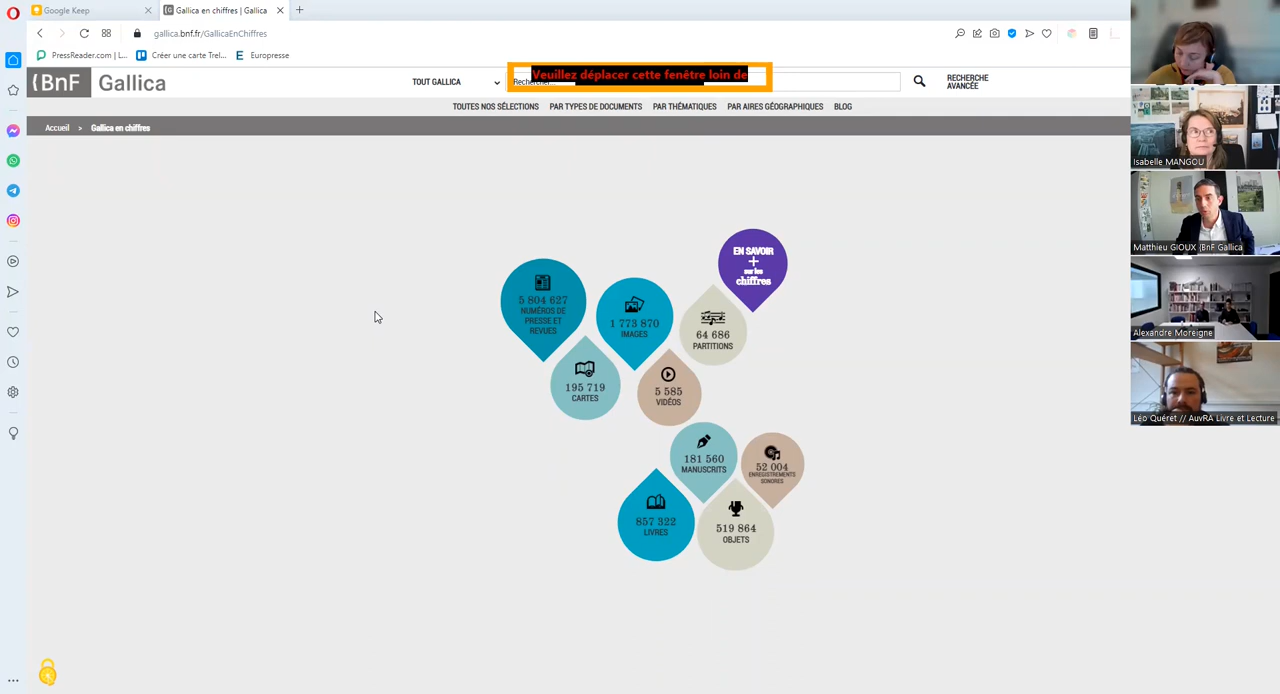 Google Keep
Gallica en chiffres | Gallica
gallica.bnf.fr/GallicaEnChiffres
PressReader.com | L...
Créer une carte Trel...
Europresse
BnF Gallica
TOUT GALLICA
Veuillez déplacer cette fenêtre loin de
RECHERCHE
AVANCÉE
TOUTES NOS SÉLECTIONS
PAR TYPES DE DOCUMENTS
PAR THÉMATIQUES
PAR AIRES GÉOGRAPHIQUES
BLOG
Accueil > Gallica en chiffres
EN SAVOIR
+
sur les
chiffres
5 804 627
NUMÉROS DE
PRESSE ET
REVUES
1 773 870
IMAGES
64 686
PARTITIONS
195 719
CARTES
5 585
VIDÉOS
181 560
MANUSCRITS
52 004
ENREGISTREMENTS
SONORES
857 322
LIVRES
519 864
OBJETS
Isabelle MANGOU
Matthieu GIOUX (BnF Gallica
Alexandre Moreigne
Léo Quéret // AuvRA Livre et Lecture